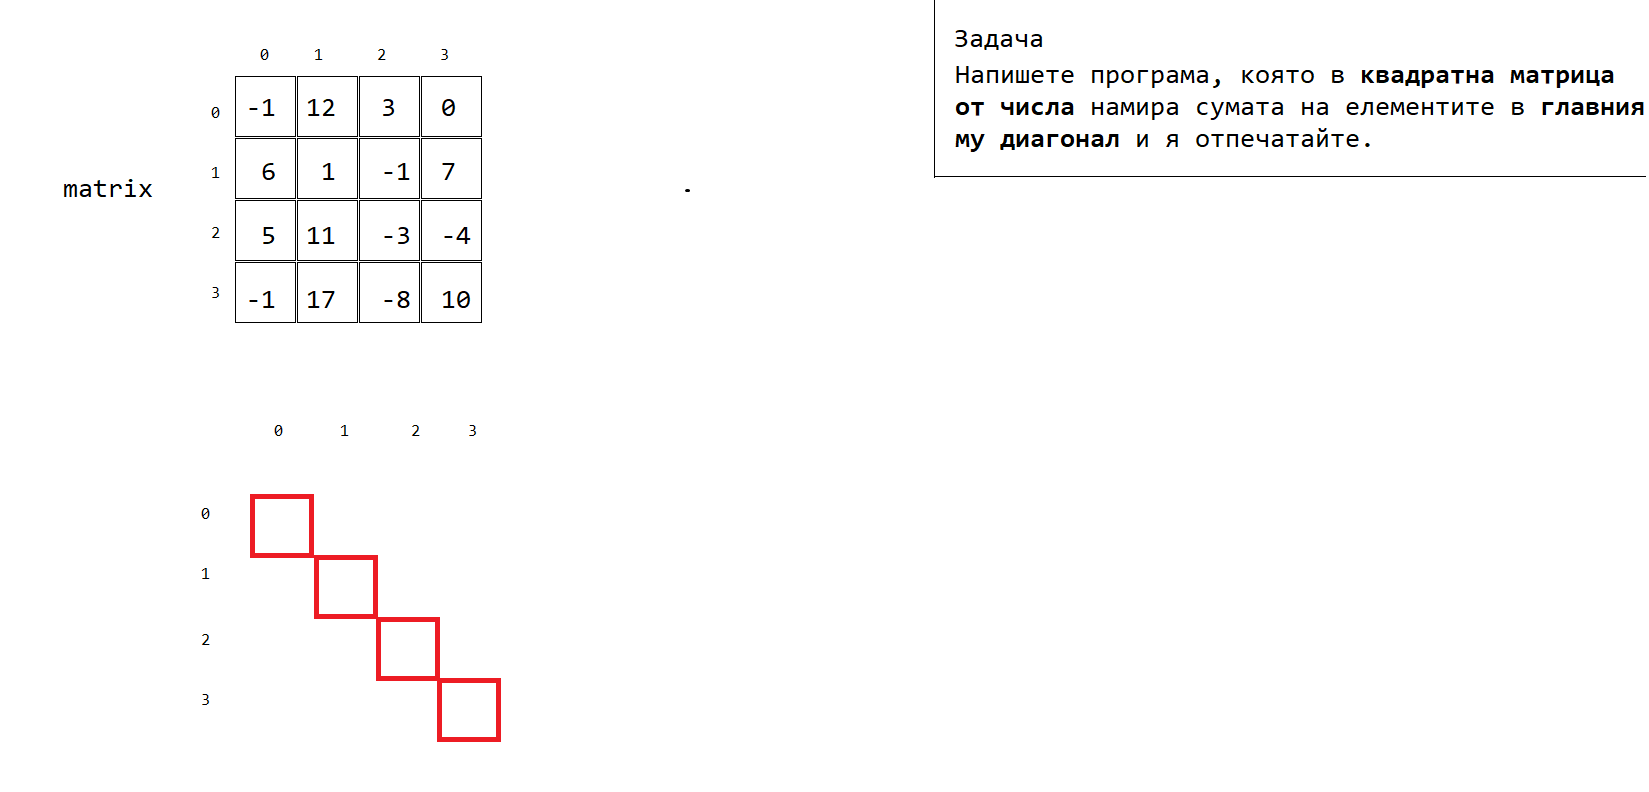 Задача
Напишете програма, която в квадратна матрица
от числа намира сумата на елементите в главния
му диагонал и я отпечатайте.
matrix
0 1 2 3
0 -1 12 3 0
1 6 1 -1 7
2 5 11 -3 -4
3 -1 17 -8 10
.
0 1 2 3
0
1
2
3